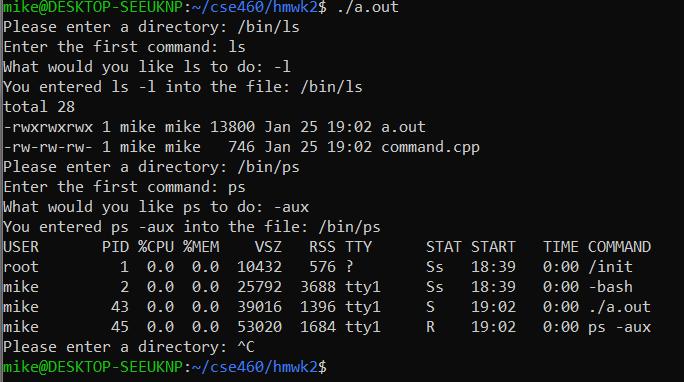 mike@DESKTOP-SEEUKNP:~/cse460/hmwk2$ ./a.out
Please enter a directory: /bin/ls
Enter the first command: ls
What would you like ls to do: -l
You entered ls -l into the file: /bin/ls
total 28
-rwxrwxrwx 1 mike mike 13800 Jan 25 19:02 a.out
-rw-rw-rw- 1 mike mike   746 Jan 25 19:02 command.cpp
Please enter a directory: /bin/ps
Enter the first command: ps
What would you like ps to do: -aux
You entered ps -aux into the file: /bin/ps
USER       PID %CPU %MEM    VSZ   RSS TTY      STAT START   TIME COMMAND
root         1  0.0  0.0  10432   576 ?        Ss   18:39   0:00 /init
mike         2  0.0  0.0  25792  3688 tty1     Ss   18:39   0:00 -bash
mike        43  0.0  0.0  39016  1396 tty1     S    19:02   0:00 ./a.out
mike        45  0.0  0.0  53020  1684 tty1     R    19:02   0:00 ps -aux
Please enter a directory: ^C
mike@DESKTOP-SEEUKNP:~/cse460/hmwk2$